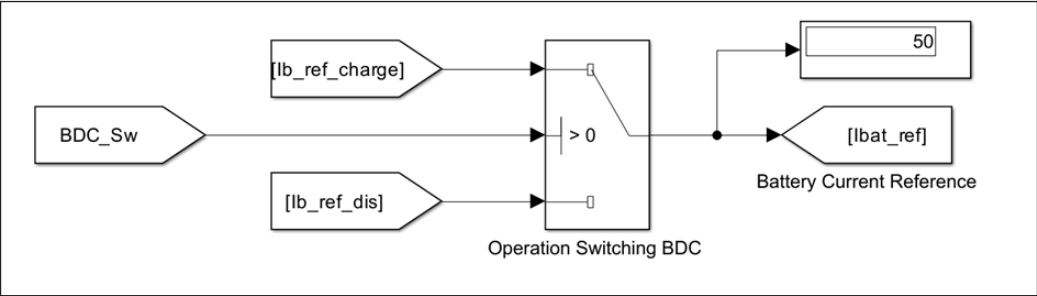 50
[Ib_ref_charge]
BDC_Sw
> 0
[Ibat_ref]
Battery Current Reference
[Ib_ref_dis]
Operation Switching BDC